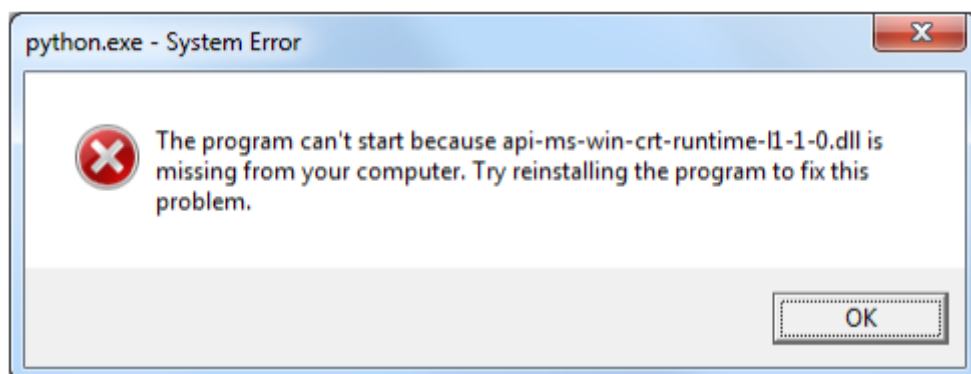 python.exe - System Error
The program can't start because api-ms-win-crt-runtime-l1-1-0.dll is
missing from your computer. Try reinstalling the program to fix this
problem.
OK